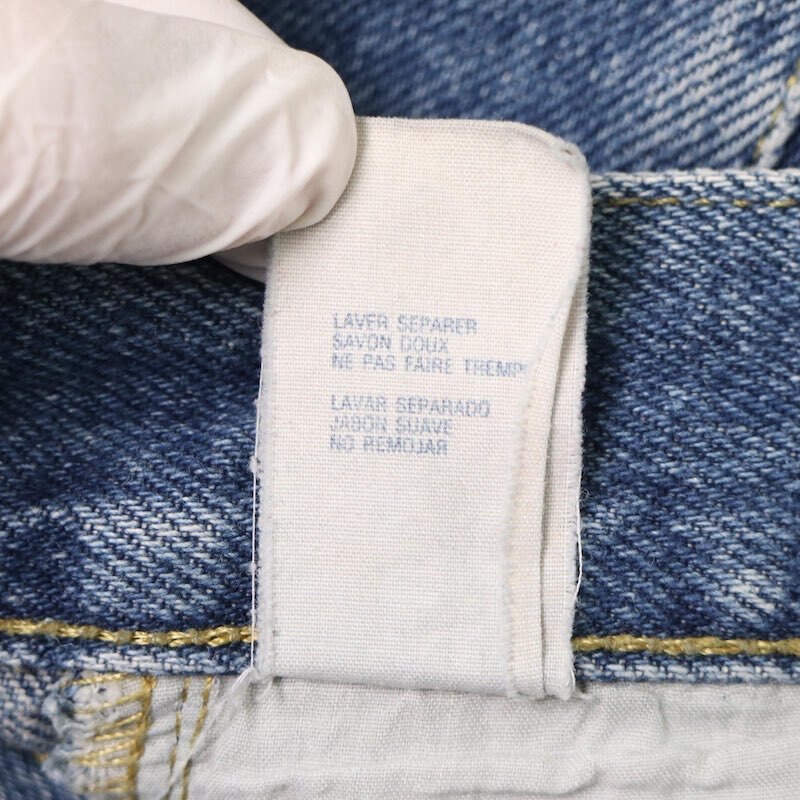 LAVER SEPARER
SAVON DOUX
NE PAS FAIRE TREMP
LAVAR SEPARADO
JABON SUAVE
NO REMOJAR